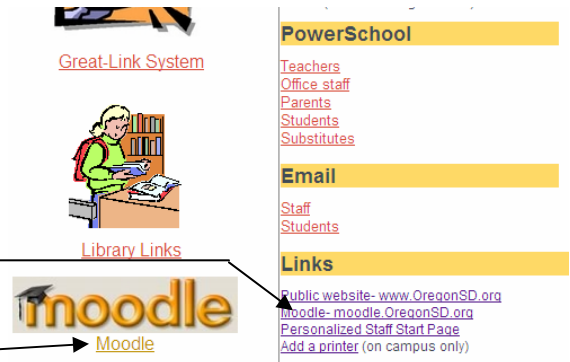 Great-Link System
Library Links
moodle
Moodle
PowerSchool
Teachers
Office staff
Parents
Students
Substitutes
Email
Staff
Students
Links
Public website- www.OregonSD.org
Moodle- moodle.OregonSD.org
Personalized Staff Start Page
Add a printer (on campus only)